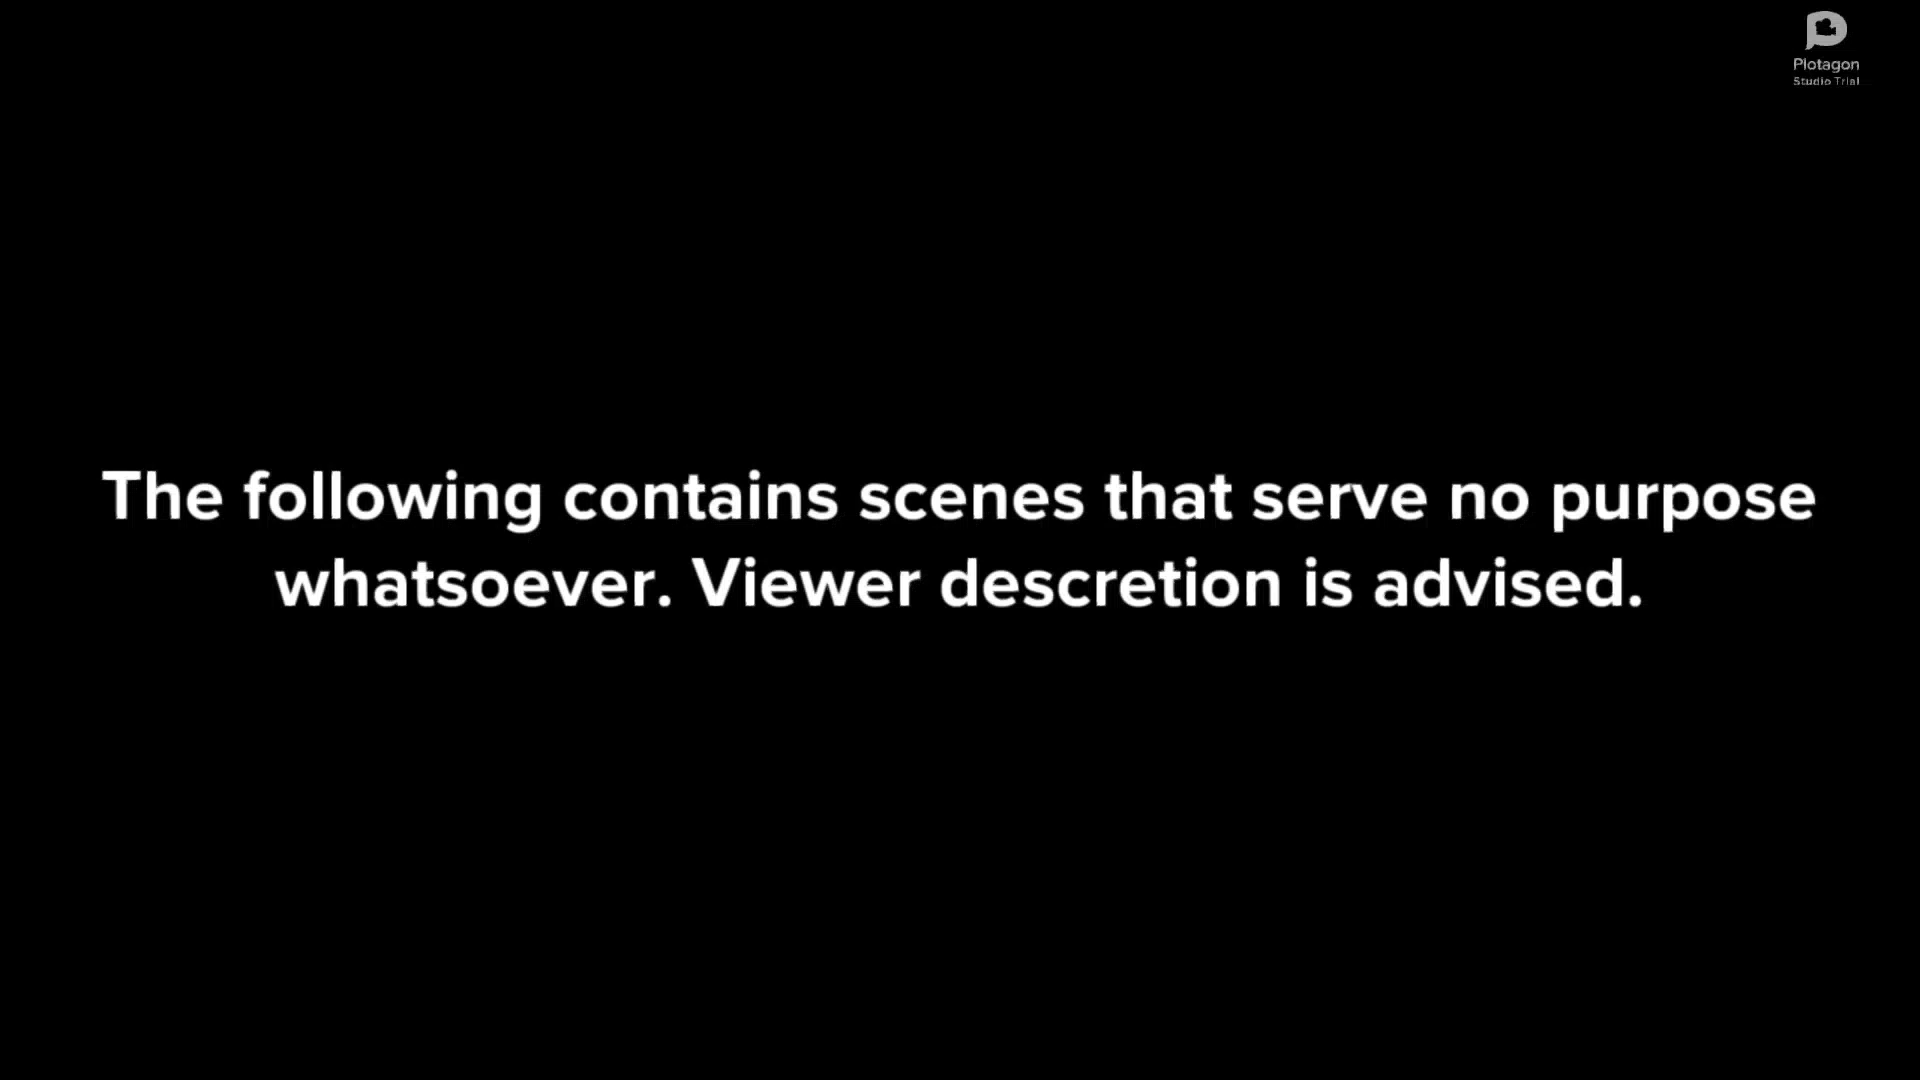 Plotagon
Studio Trial
The following contains scenes that serve no purpose
whatsoever. Viewer descretion is advised.